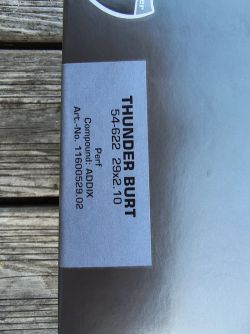 THUNDER BURT
54-622 29x2.10
Perf
Compound: ADDIX
Art.-No. 11600529.02